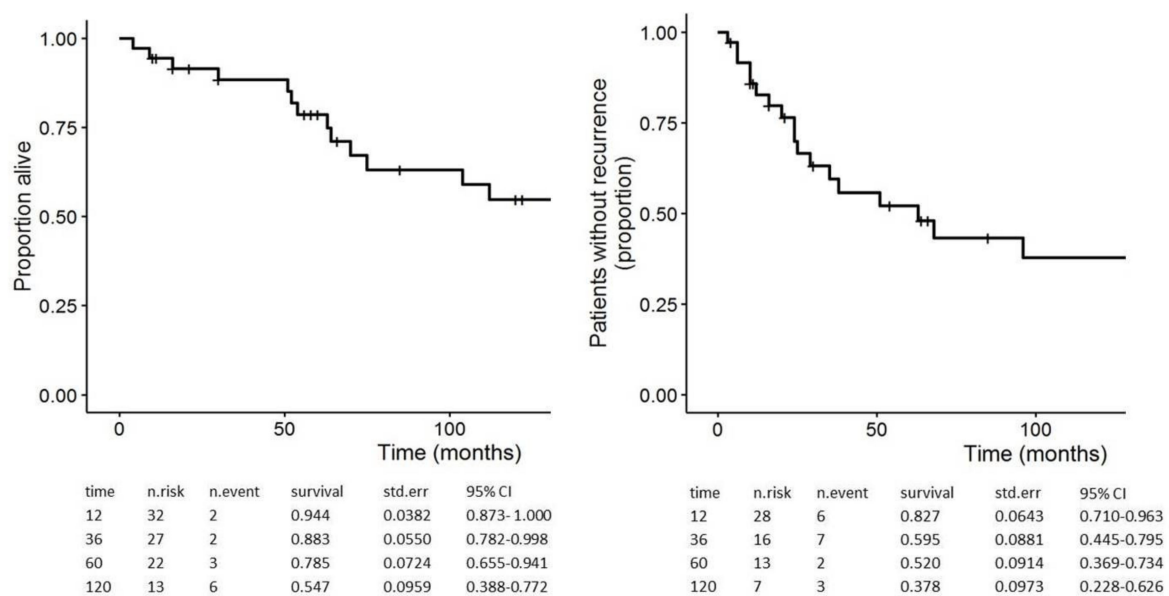 Proportion alive
1.00
0.75
0.50
0.25
0.00
0 50 100
Time (months)
time n.risk n.event survival std.err 95% CI
12 32 2 0.944 0.0382 0.873- 1.000
36 27 2 0.883 0.0550 0.782-0.998
60 22 3 0.785 0.0724 0.655-0.941
120 13 6 0.547 0.0959 0.388-0.772
Patients without recurrence
(proportion)
1.00
0.75
0.50
0.25
0.00
0 50 100
Time (months)
time n.risk n.event survival std.err 95% CI
12 28 6 0.827 0.0643 0.710-0.963
36 16 7 0.595 0.0881 0.445-0.795
60 13 2 0.520 0.0914 0.369-0.734
120 7 3 0.378 0.0973 0.228-0.626